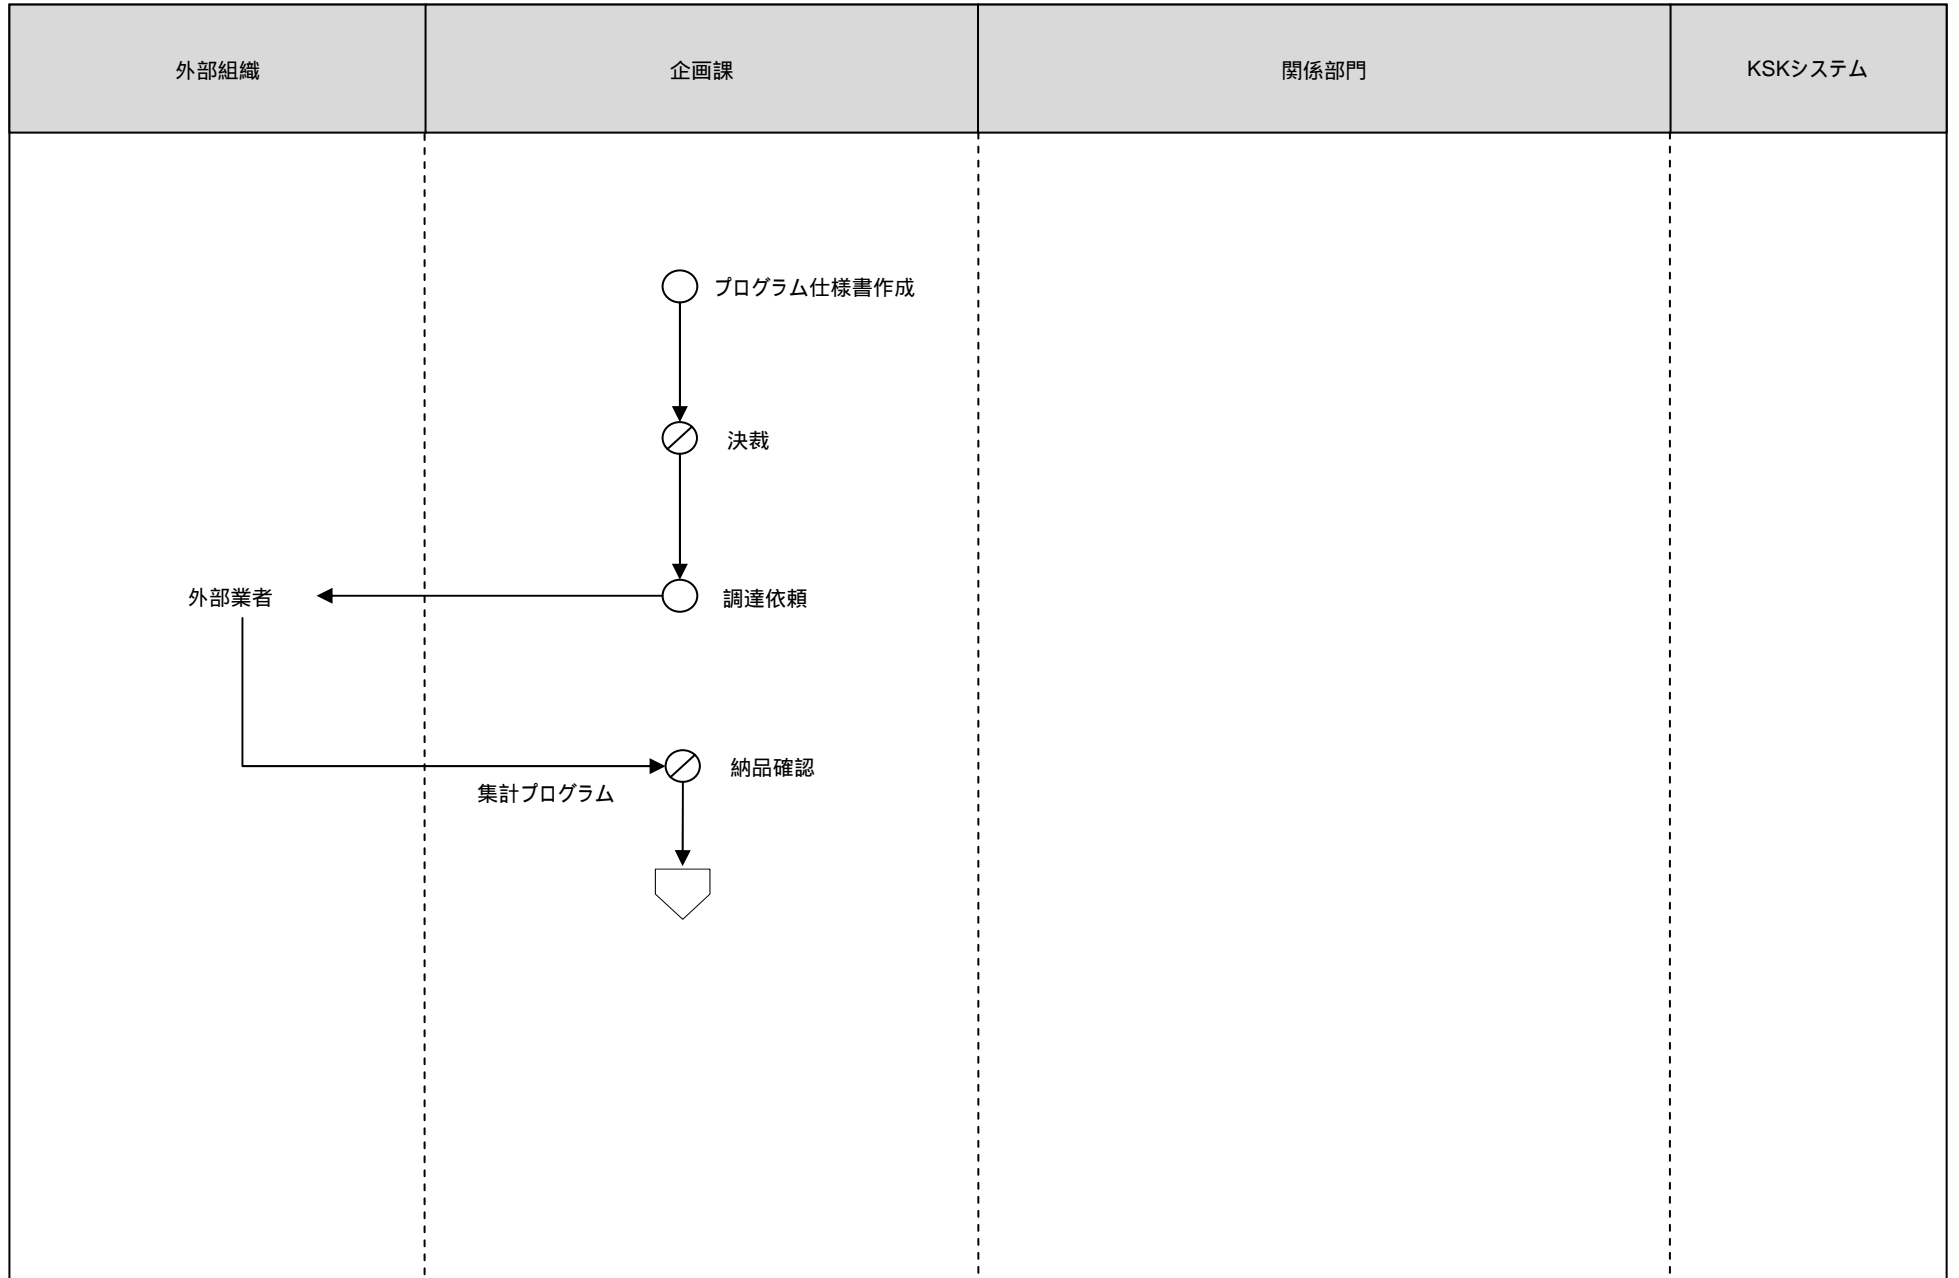 外部組織
企画課
関係部門
KSKシステム
プログラム仕様書作成
決裁
外部業者
調達依頼
納品確認
集計プログラム